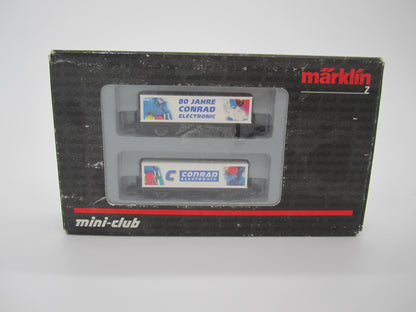 märklin
Z
80 JAHRE
CONRAD
ELECTRONIC
C CONRAD
ELECTRONIC
mini-club